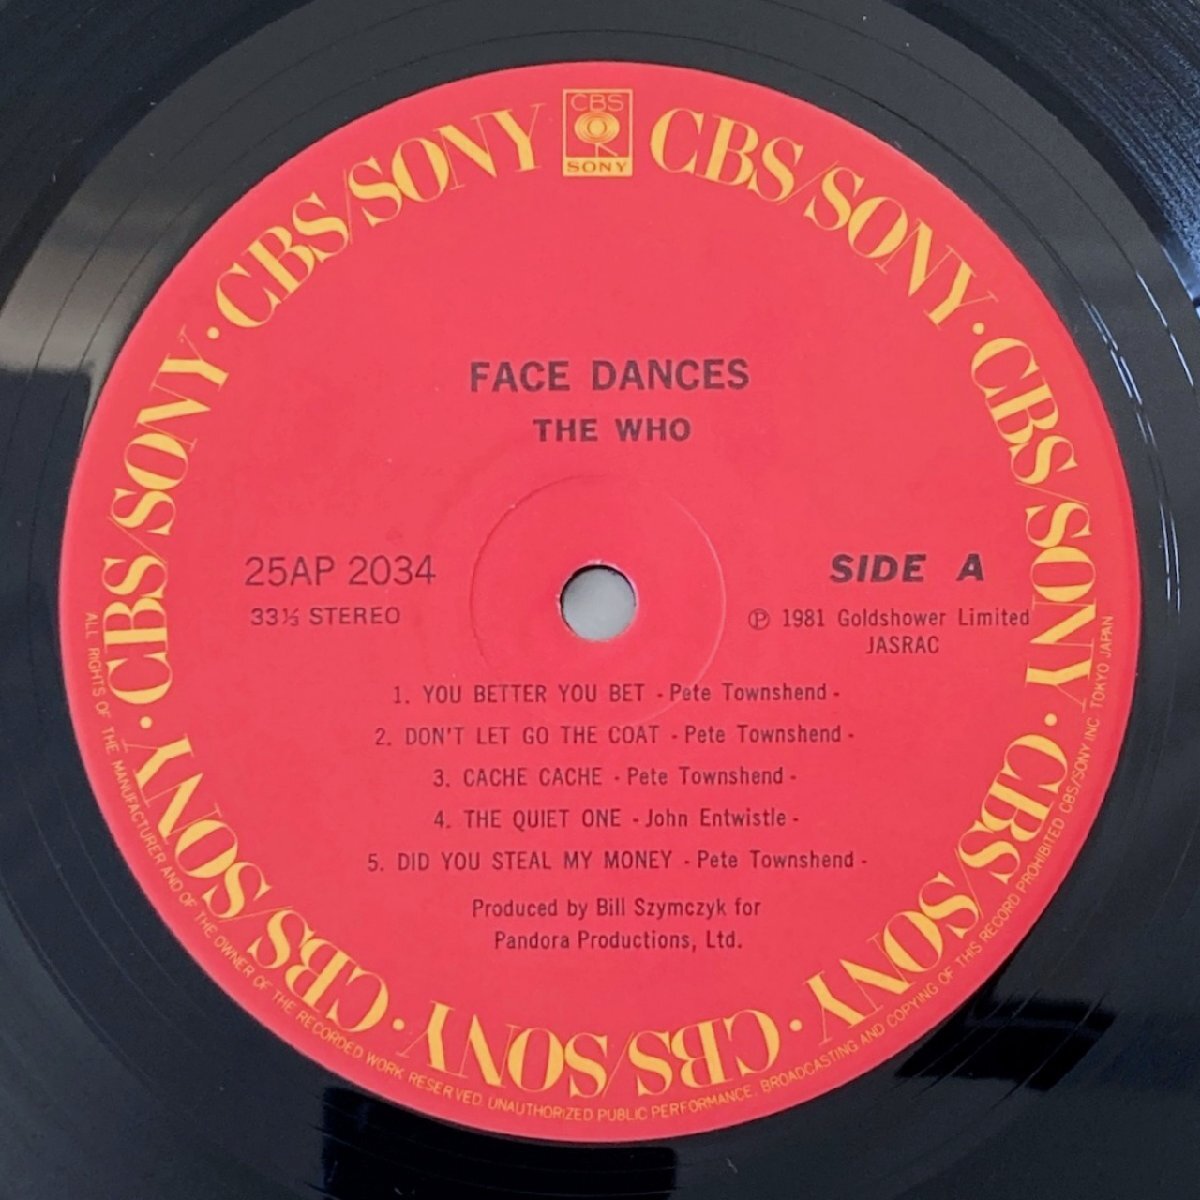 CBS
SONY
CBS/SONY · CBS/SONY · CBS/SONY · CBS/SONY · CBS/SONY · CBS/SONY · CBS/SONY · CBS/SONY
FACE DANCES
THE WHO
25AP 2034
33⅓ STEREO
SIDE A
Ⓟ 1981 Goldshower Limited
JASRAC
1. YOU BETTER YOU BET - Pete Townshend -
2. DON'T LET GO THE COAT - Pete Townshend -
3. CACHE CACHE - Pete Townshend -
4. THE QUIET ONE - John Entwistle -
5. DID YOU STEAL MY MONEY - Pete Townshend -
Produced by Bill Szymczyk for
Pandora Productions, Ltd.
ALL RIGHTS OF THE MANUFACTURER AND OF THE OWNER OF THE RECORDED WORK RESERVED. UNAUTHORIZED PUBLIC PERFORMANCE, BROADCASTING AND COPYING OF THIS RECORD PROHIBITED CBS/SONY INC. TOKYO JAPAN